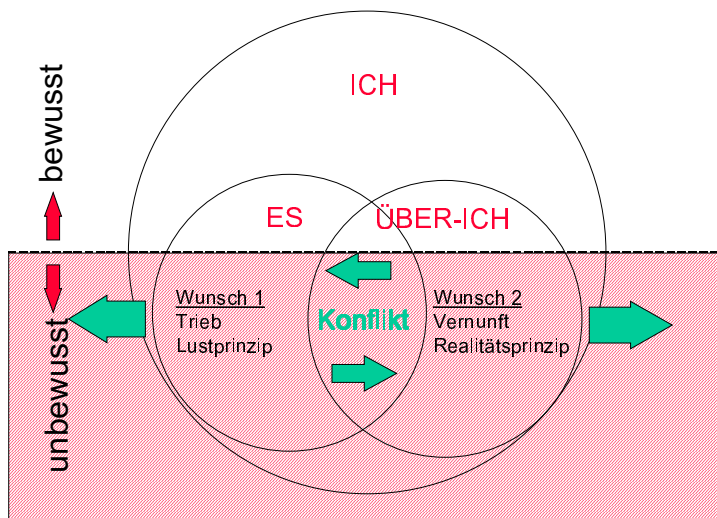 ICH
bewusst
ES
ÜBER-ICH
unbewusst
Wunsch 1
Trieb
Lustprinzip
Konflikt
Wunsch 2
Vernunft
Realitätsprinzip